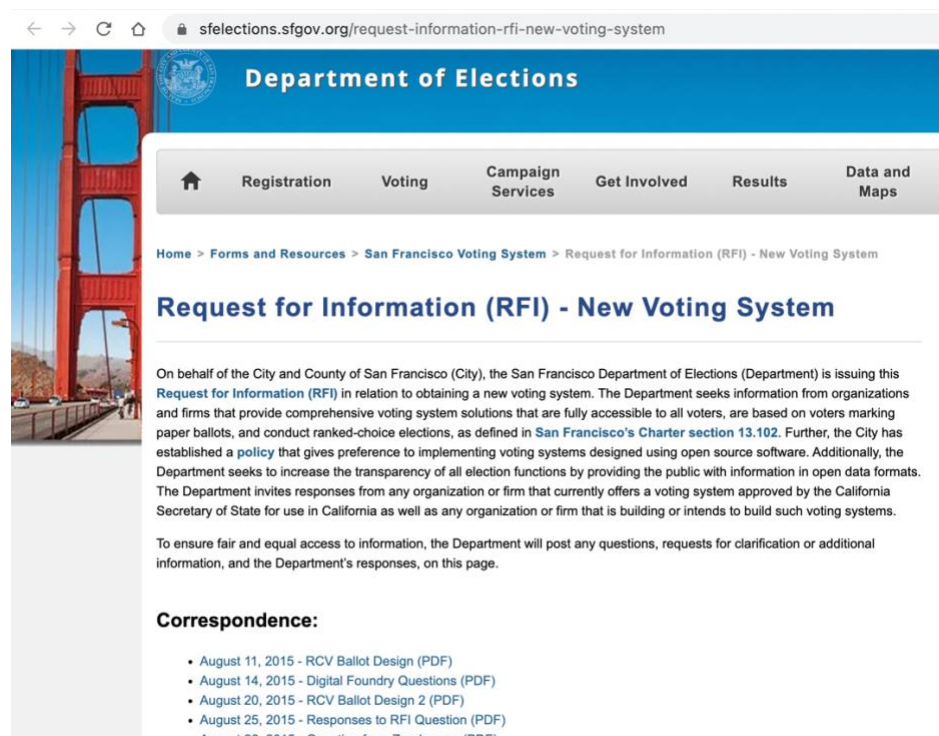 sfelections.sfgov.org/request-information-rfi-new-voting-system
Department of Elections
Registration
Voting
Campaign
Services
Get Involved
Results
Data and
Maps
Home > Forms and Resources > San Francisco Voting System > Request for Information (RFI) - New Voting System
Request for Information (RFI) - New Voting System
On behalf of the City and County of San Francisco (City), the San Francisco Department of Elections (Department) is issuing this
Request for Information (RFI) in relation to obtaining a new voting system. The Department seeks information from organizations
and firms that provide comprehensive voting system solutions that are fully accessible to all voters, are based on voters marking
paper ballots, and conduct ranked-choice elections, as defined in San Francisco's Charter section 13.102. Further, the City has
established a policy that gives preference to implementing voting systems designed using open source software. Additionally, the
Department seeks to increase the transparency of all election functions by providing the public with information in open data formats.
The Department invites responses from any organization or firm that currently offers a voting system approved by the California
Secretary of State for use in California as well as any organization or firm that is building or intends to build such voting systems.
To ensure fair and equal access to information, the Department will post any questions, requests for clarification or additional
information, and the Department's responses, on this page.
Correspondence:
• August 11, 2015 - RCV Ballot Design (PDF)
• August 14, 2015 - Digital Foundry Questions (PDF)
• August 20, 2015 - RCV Ballot Design 2 (PDF)
• August 25, 2015 - Responses to RFI Question (PDF)